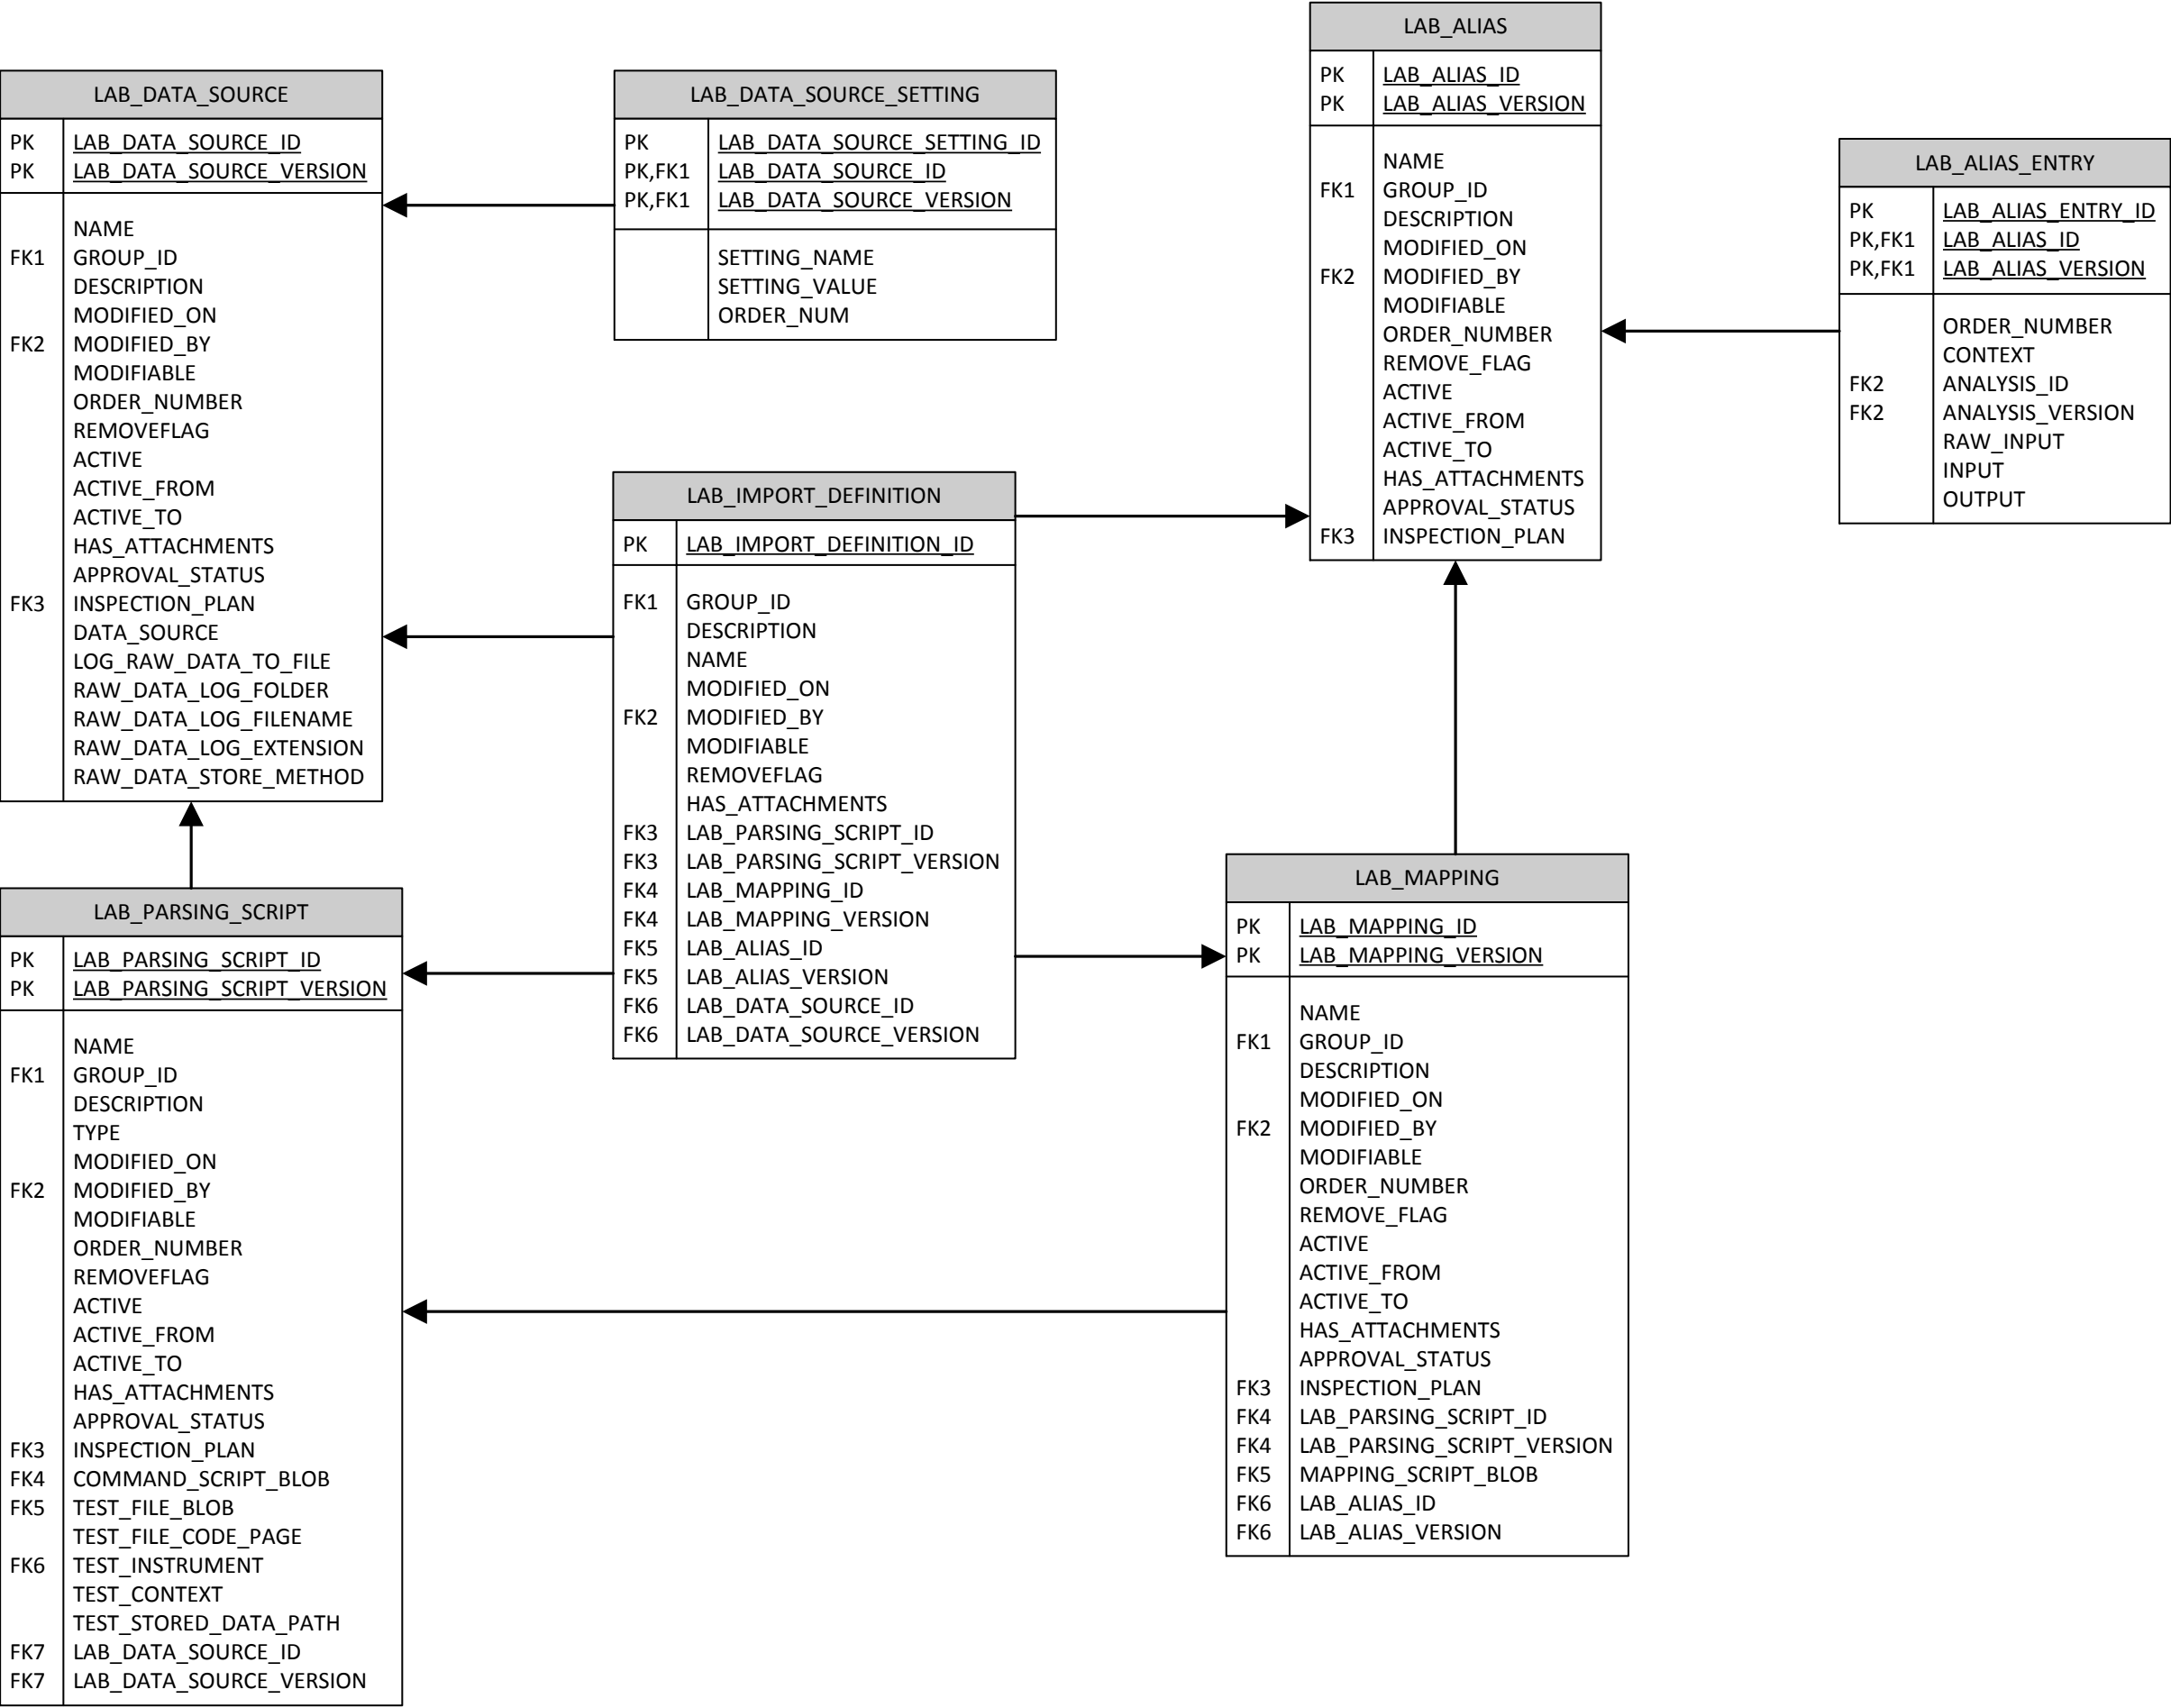 LAB_DATA_SOURCE
PK LAB_DATA_SOURCE_ID
PK LAB_DATA_SOURCE_VERSION
NAME
FK1 GROUP_ID
DESCRIPTION
MODIFIED_ON
FK2 MODIFIED_BY
MODIFIABLE
ORDER_NUMBER
REMOVEFLAG
ACTIVE
ACTIVE_FROM
ACTIVE_TO
HAS_ATTACHMENTS
APPROVAL_STATUS
FK3 INSPECTION_PLAN
DATA_SOURCE
LOG_RAW_DATA_TO_FILE
RAW_DATA_LOG_FOLDER
RAW_DATA_LOG_FILENAME
RAW_DATA_LOG_EXTENSION
RAW_DATA_STORE_METHOD
LAB_DATA_SOURCE_SETTING
PK LAB_DATA_SOURCE_SETTING_ID
PK,FK1 LAB_DATA_SOURCE_ID
PK,FK1 LAB_DATA_SOURCE_VERSION
SETTING_NAME
SETTING_VALUE
ORDER_NUM
LAB_ALIAS
PK LAB_ALIAS_ID
PK LAB_ALIAS_VERSION
NAME
FK1 GROUP_ID
DESCRIPTION
MODIFIED_ON
FK2 MODIFIED_BY
MODIFIABLE
ORDER_NUMBER
REMOVE_FLAG
ACTIVE
ACTIVE_FROM
ACTIVE_TO
HAS_ATTACHMENTS
APPROVAL_STATUS
FK3 INSPECTION_PLAN
LAB_ALIAS_ENTRY
PK LAB_ALIAS_ENTRY_ID
PK,FK1 LAB_ALIAS_ID
PK,FK1 LAB_ALIAS_VERSION
ORDER_NUMBER
CONTEXT
FK2 ANALYSIS_ID
FK2 ANALYSIS_VERSION
RAW_INPUT
INPUT
OUTPUT
LAB_IMPORT_DEFINITION
PK LAB_IMPORT_DEFINITION_ID
FK1 GROUP_ID
DESCRIPTION
NAME
MODIFIED_ON
FK2 MODIFIED_BY
MODIFIABLE
REMOVEFLAG
HAS_ATTACHMENTS
FK3 LAB_PARSING_SCRIPT_ID
FK3 LAB_PARSING_SCRIPT_VERSION
FK4 LAB_MAPPING_ID
FK4 LAB_MAPPING_VERSION
FK5 LAB_ALIAS_ID
FK5 LAB_ALIAS_VERSION
FK6 LAB_DATA_SOURCE_ID
FK6 LAB_DATA_SOURCE_VERSION
LAB_PARSING_SCRIPT
PK LAB_PARSING_SCRIPT_ID
PK LAB_PARSING_SCRIPT_VERSION
NAME
FK1 GROUP_ID
DESCRIPTION
TYPE
MODIFIED_ON
FK2 MODIFIED_BY
MODIFIABLE
ORDER_NUMBER
REMOVEFLAG
ACTIVE
ACTIVE_FROM
ACTIVE_TO
HAS_ATTACHMENTS
APPROVAL_STATUS
FK3 INSPECTION_PLAN
FK4 COMMAND_SCRIPT_BLOB
FK5 TEST_FILE_BLOB
TEST_FILE_CODE_PAGE
FK6 TEST_INSTRUMENT
TEST_CONTEXT
TEST_STORED_DATA_PATH
FK7 LAB_DATA_SOURCE_ID
FK7 LAB_DATA_SOURCE_VERSION
LAB_MAPPING
PK LAB_MAPPING_ID
PK LAB_MAPPING_VERSION
NAME
FK1 GROUP_ID
DESCRIPTION
MODIFIED_ON
FK2 MODIFIED_BY
MODIFIABLE
ORDER_NUMBER
REMOVE_FLAG
ACTIVE
ACTIVE_FROM
ACTIVE_TO
HAS_ATTACHMENTS
APPROVAL_STATUS
FK3 INSPECTION_PLAN
FK4 LAB_PARSING_SCRIPT_ID
FK4 LAB_PARSING_SCRIPT_VERSION
FK5 MAPPING_SCRIPT_BLOB
FK6 LAB_ALIAS_ID
FK6 LAB_ALIAS_VERSION